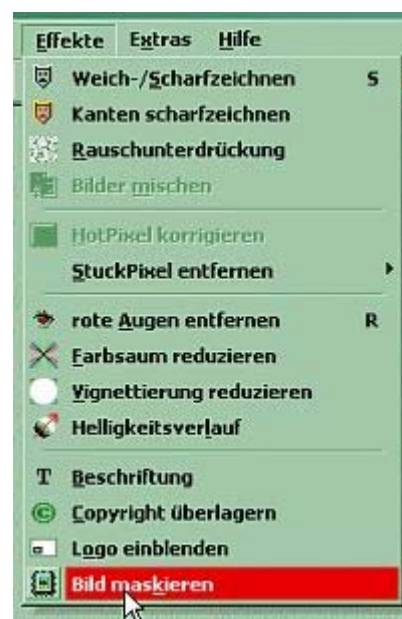 Effekte Extras Hilfe
Weich-/Scharfzeichnen S
Kanten scharfzeichnen
Rauschunterdrückung
Bilder mischen
HotPixel korrigieren
StuckPixel entfernen
rote Augen entfernen R
Farbsaum reduzieren
Vignettierung reduzieren
Helligkeitsverlauf
T Beschriftung
© Copyright überlagern
Logo einblenden
Bild maskieren